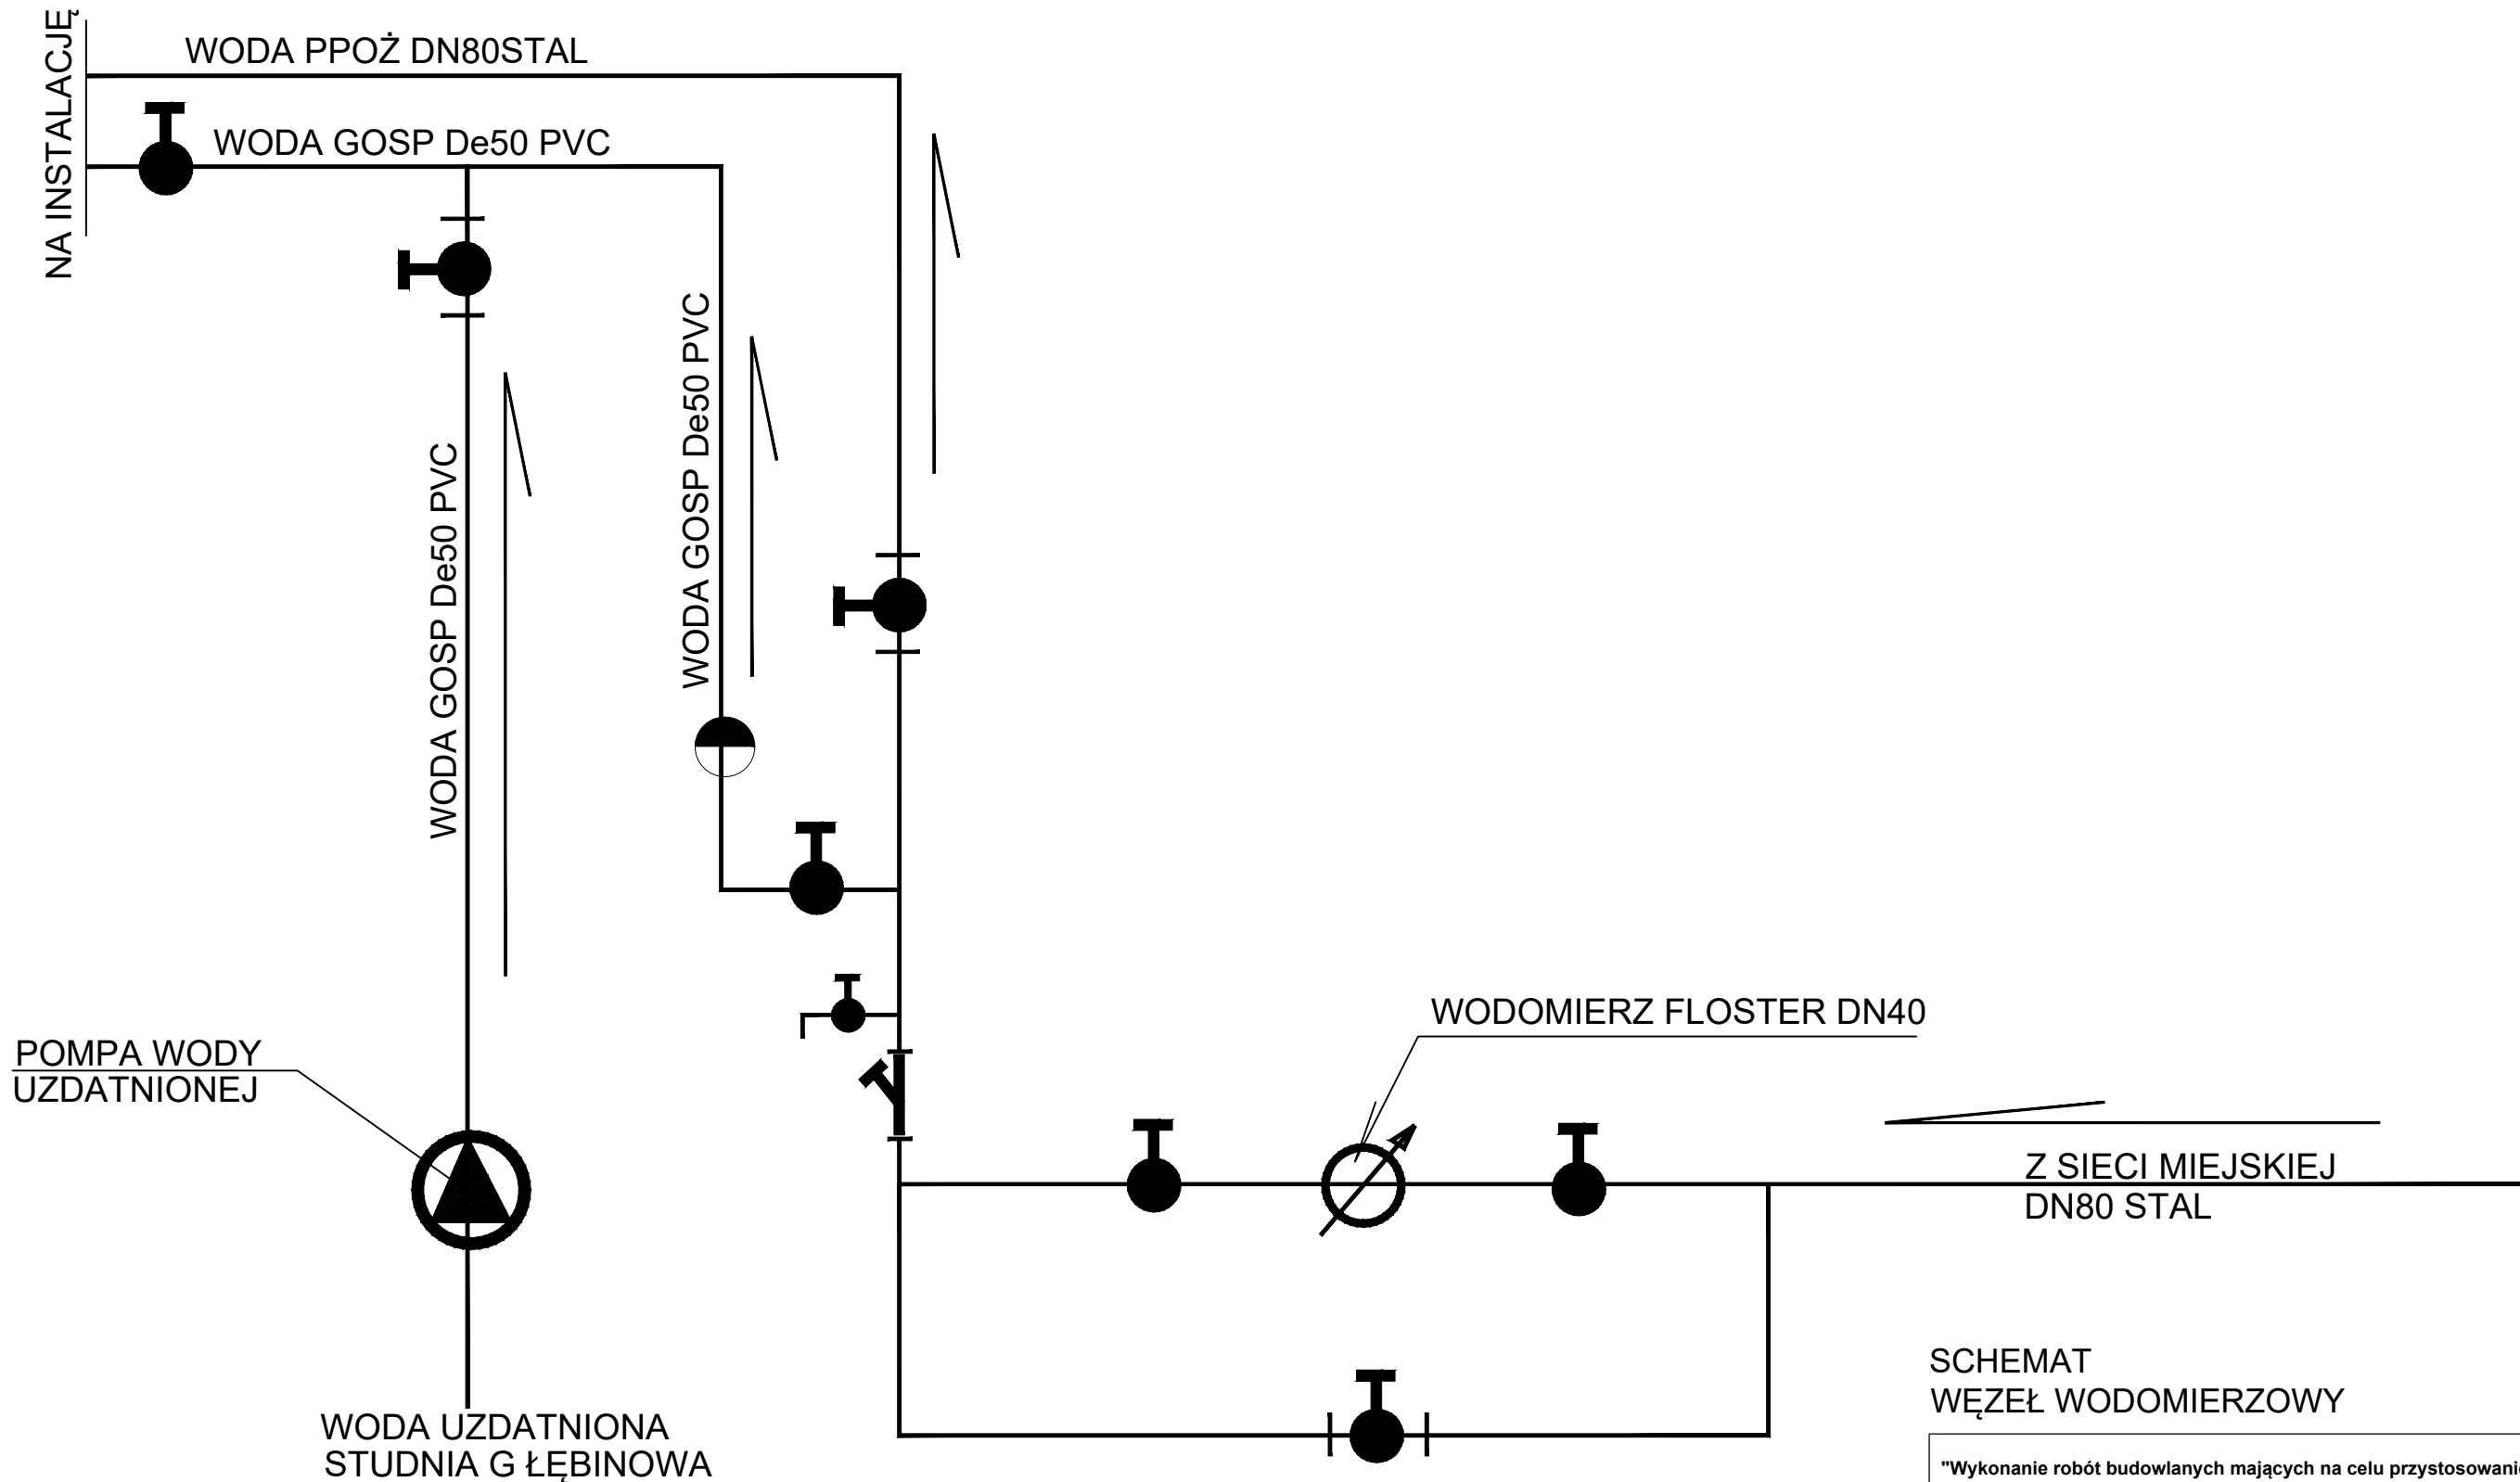 NA INSTALACJĘ
WODA PPOŻ DN80STAL
WODA GOSP De50 PVC
WODA GOSP De50 PVC
WODA GOSP De50 PVC
WODOMIERZ FLOSTER DN40
POMPA WODY
UZDATNIONEJ
Z SIECI MIEJSKIEJ
DN80 STAL
SCHEMAT
WĘZEŁ WODOMIERZOWY
WODA UZDATNIONA
STUDNIA G ŁĘBINOWA
"Wykonanie robót budowlanych mających na celu przystosowanie